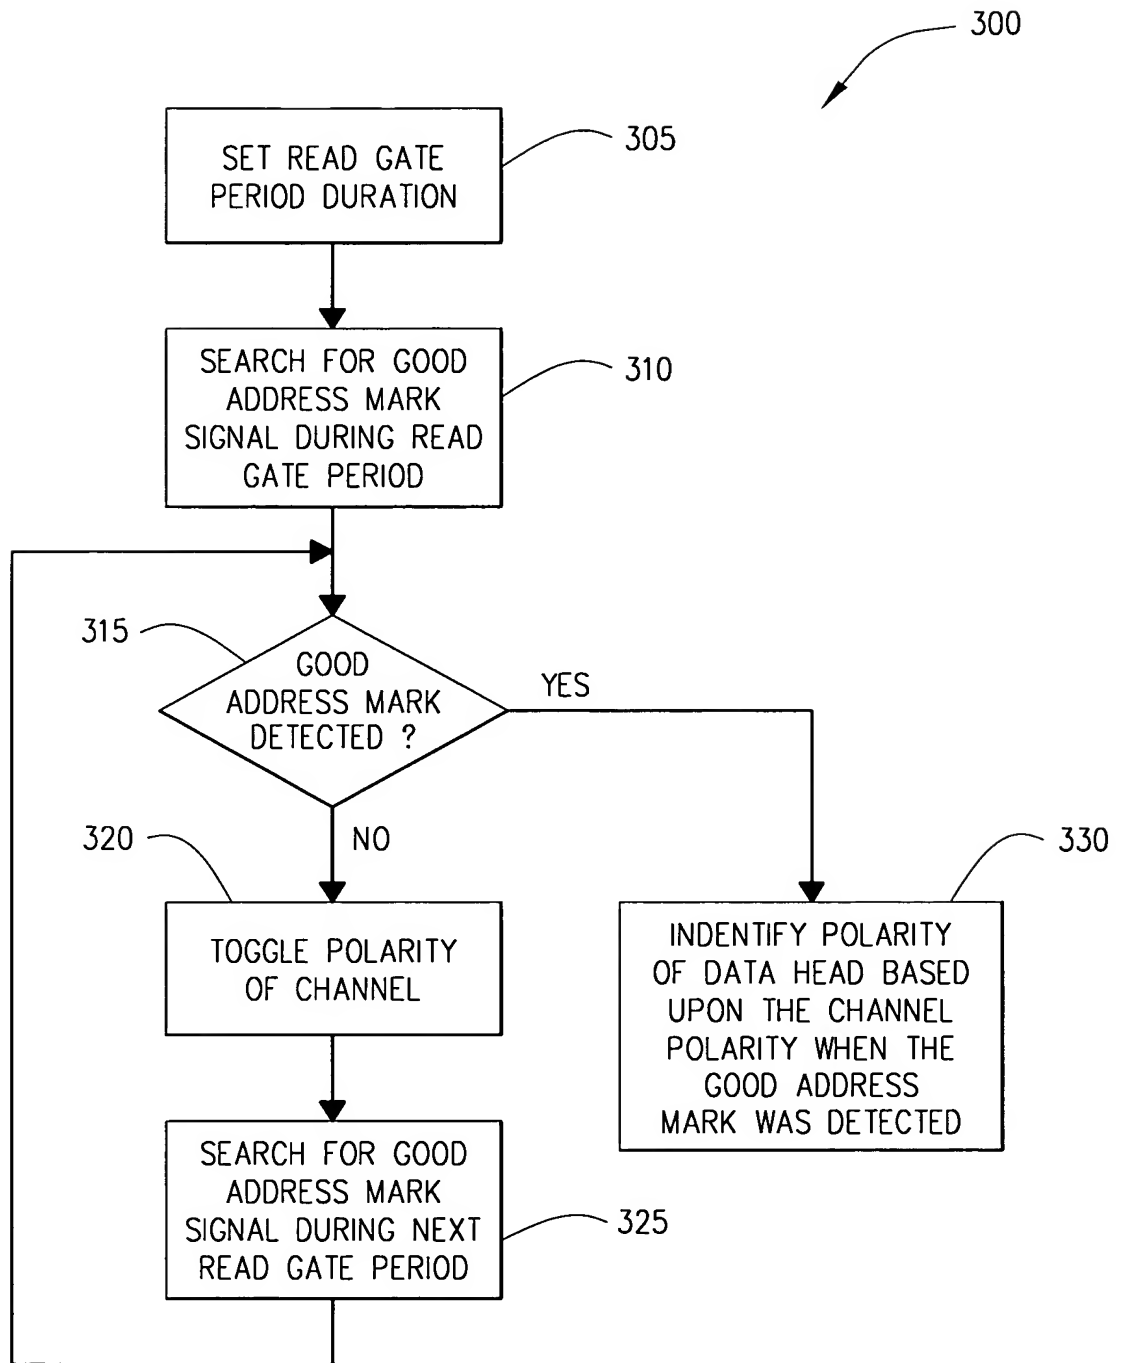 300
SET READ GATE
PERIOD DURATION
305
SEARCH FOR GOOD
ADDRESS MARK
SIGNAL DURING READ
GATE PERIOD
310
315
GOOD
ADDRESS MARK
DETECTED ?
YES
NO
320
TOGGLE POLARITY
OF CHANNEL
330
INDENTIFY POLARITY
OF DATA HEAD BASED
UPON THE CHANNEL
POLARITY WHEN THE
GOOD ADDRESS
MARK WAS DETECTED
SEARCH FOR GOOD
ADDRESS MARK
SIGNAL DURING NEXT
READ GATE PERIOD
325